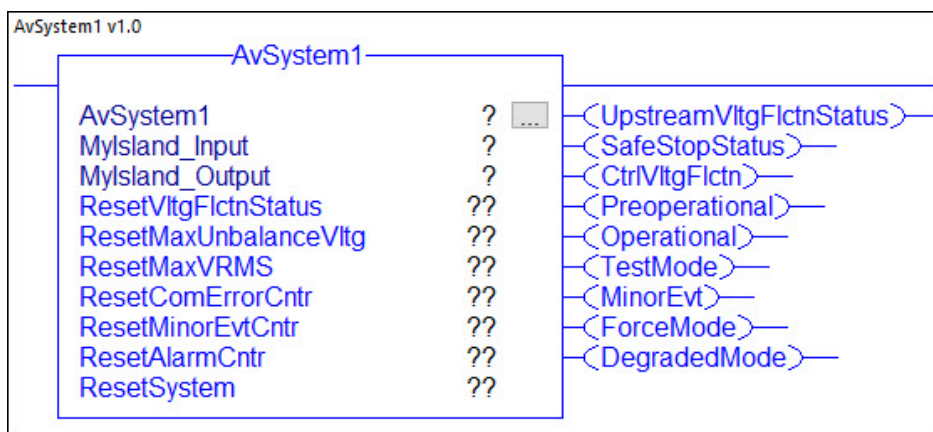 AvSystem1 v1.0
AvSystem1
AvSystem1 ? ... UpstreamVltgFlctnStatus
MyIsland_Input ? SafeStopStatus
MyIsland_Output ? CtrlVltgFlctn
ResetVltgFlctnStatus ?? Preoperational
ResetMaxUnbalanceVltg ?? Operational
ResetMaxVRMS ?? TestMode
ResetComErrorCntr ?? MinorEvt
ResetMinorEvtCntr ?? ForceMode
ResetAlarmCntr ?? DegradedMode
ResetSystem ??